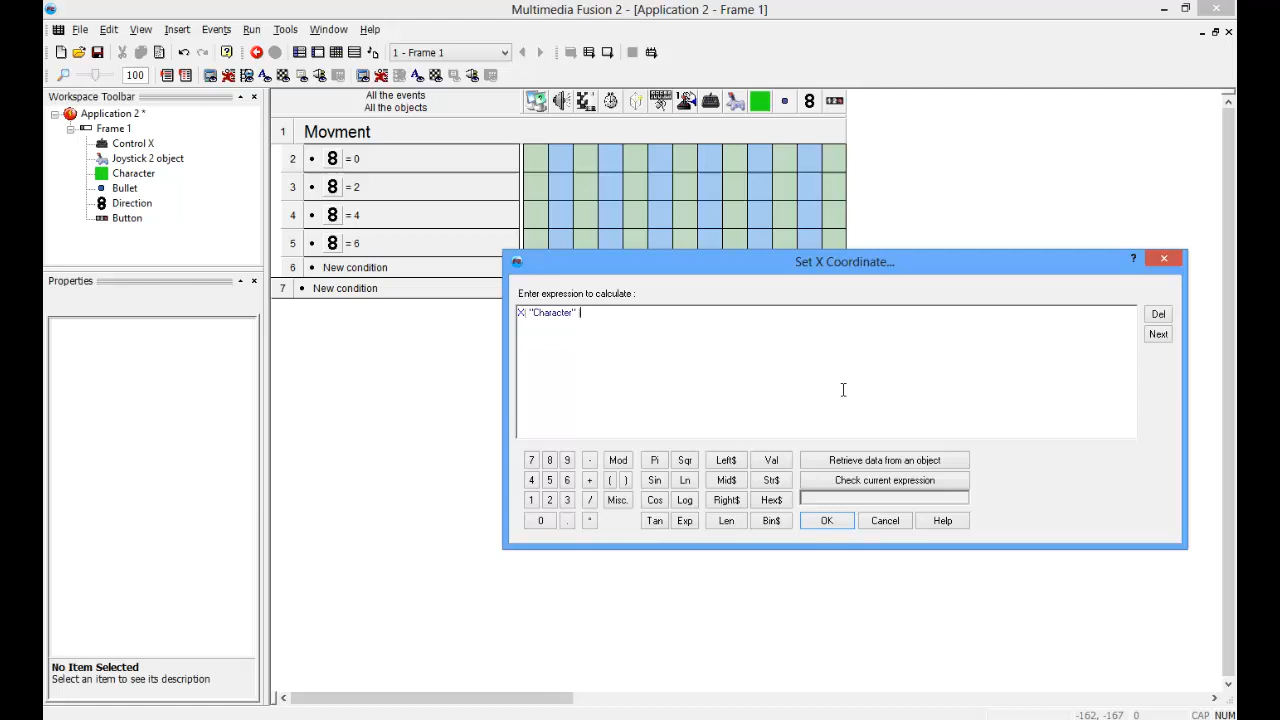 Multimedia Fusion 2 - [Application 2 - Frame 1]
File Edit View Insert Events Run Tools Window Help
1 - Frame 1
100
Workspace Toolbar
Application 2 *
Frame 1
Control X
Joystick 2 object
Character
Bullet
Direction
Button
Properties
No Item Selected
Select an item to see its description
All the events
All the objects
1 Movment
2 • 8 = 0
3 • 8 = 2
4 • 8 = 4
5 • 8 = 6
6 • New condition
7 • New condition
Set X Coordinate...
Enter expression to calculate :
X( "Character" )
Del
Next
7 8 9 - Mod Pi Sqr Left$ Val Retrieve data from an object
4 5 6 + ( ) Sin Ln Mid$ Str$ Check current expression
1 2 3 / Misc. Cos Log Right$ Hex$
0 . * Tan Exp Len Bin$ OK Cancel Help
-162, -167 0 CAP NUM